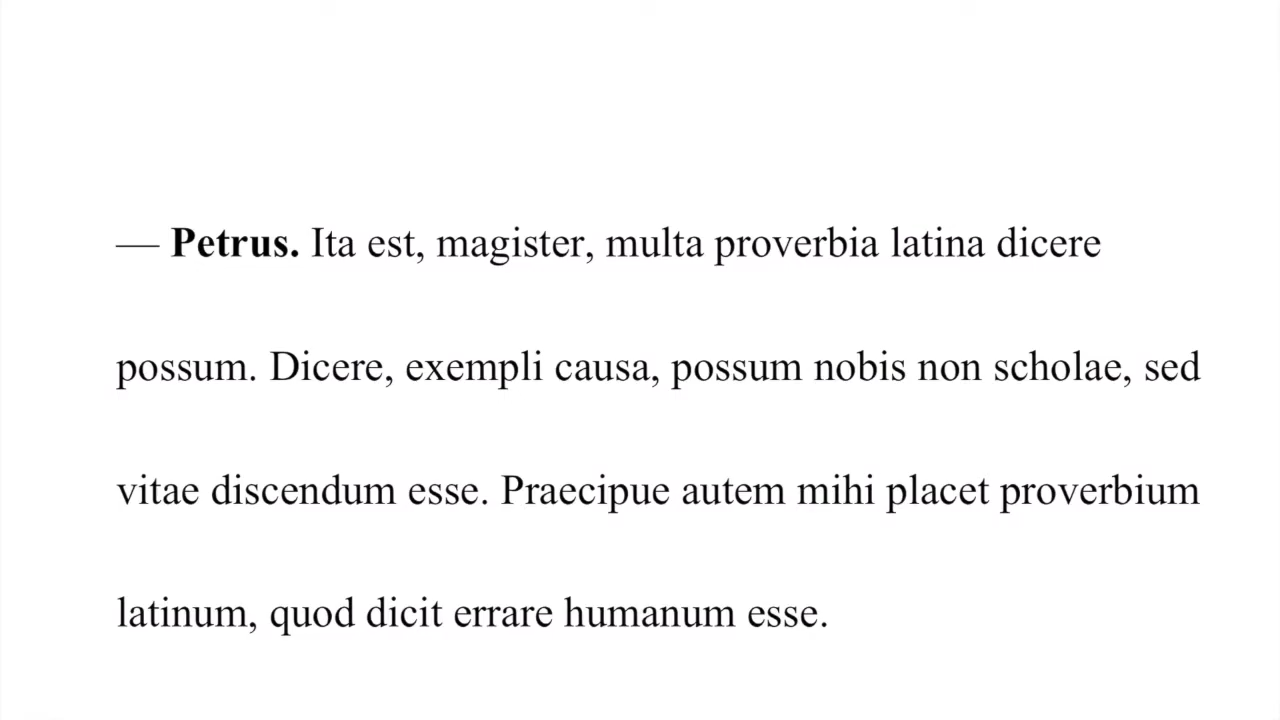 — Petrus. Ita est, magister, multa proverbia latina dicere
possum. Dicere, exempli causa, possum nobis non scholae, sed
vitae discendum esse. Praecipue autem mihi placet proverbium
latinum, quod dicit errare humanum esse.